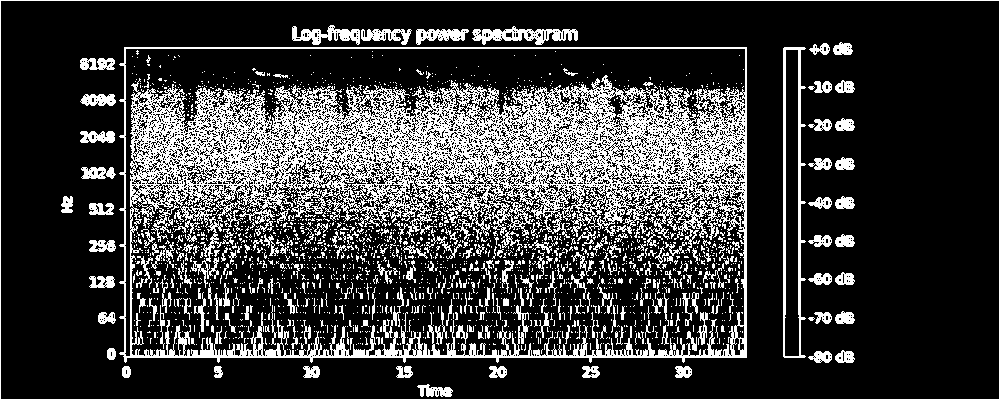 Log-frequency power spectrogram
8192
4096
2048
1024
512
256
128
64
0
Hz
0 5 10 15 20 25 30
Time
+0 dB
-10 dB
-20 dB
-30 dB
-40 dB
-50 dB
-60 dB
-70 dB
-80 dB